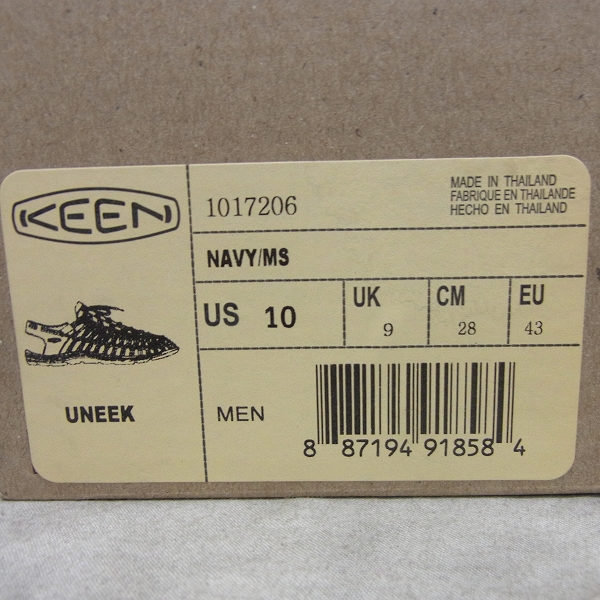 KEEN
1017206
MADE IN THAILAND
FABRIQUE EN THAILANDE
HECHO EN THAILAND
NAVY/MS
US 10
UK 9
CM 28
EU 43
UNEEK
MEN
8 87194 91858 4